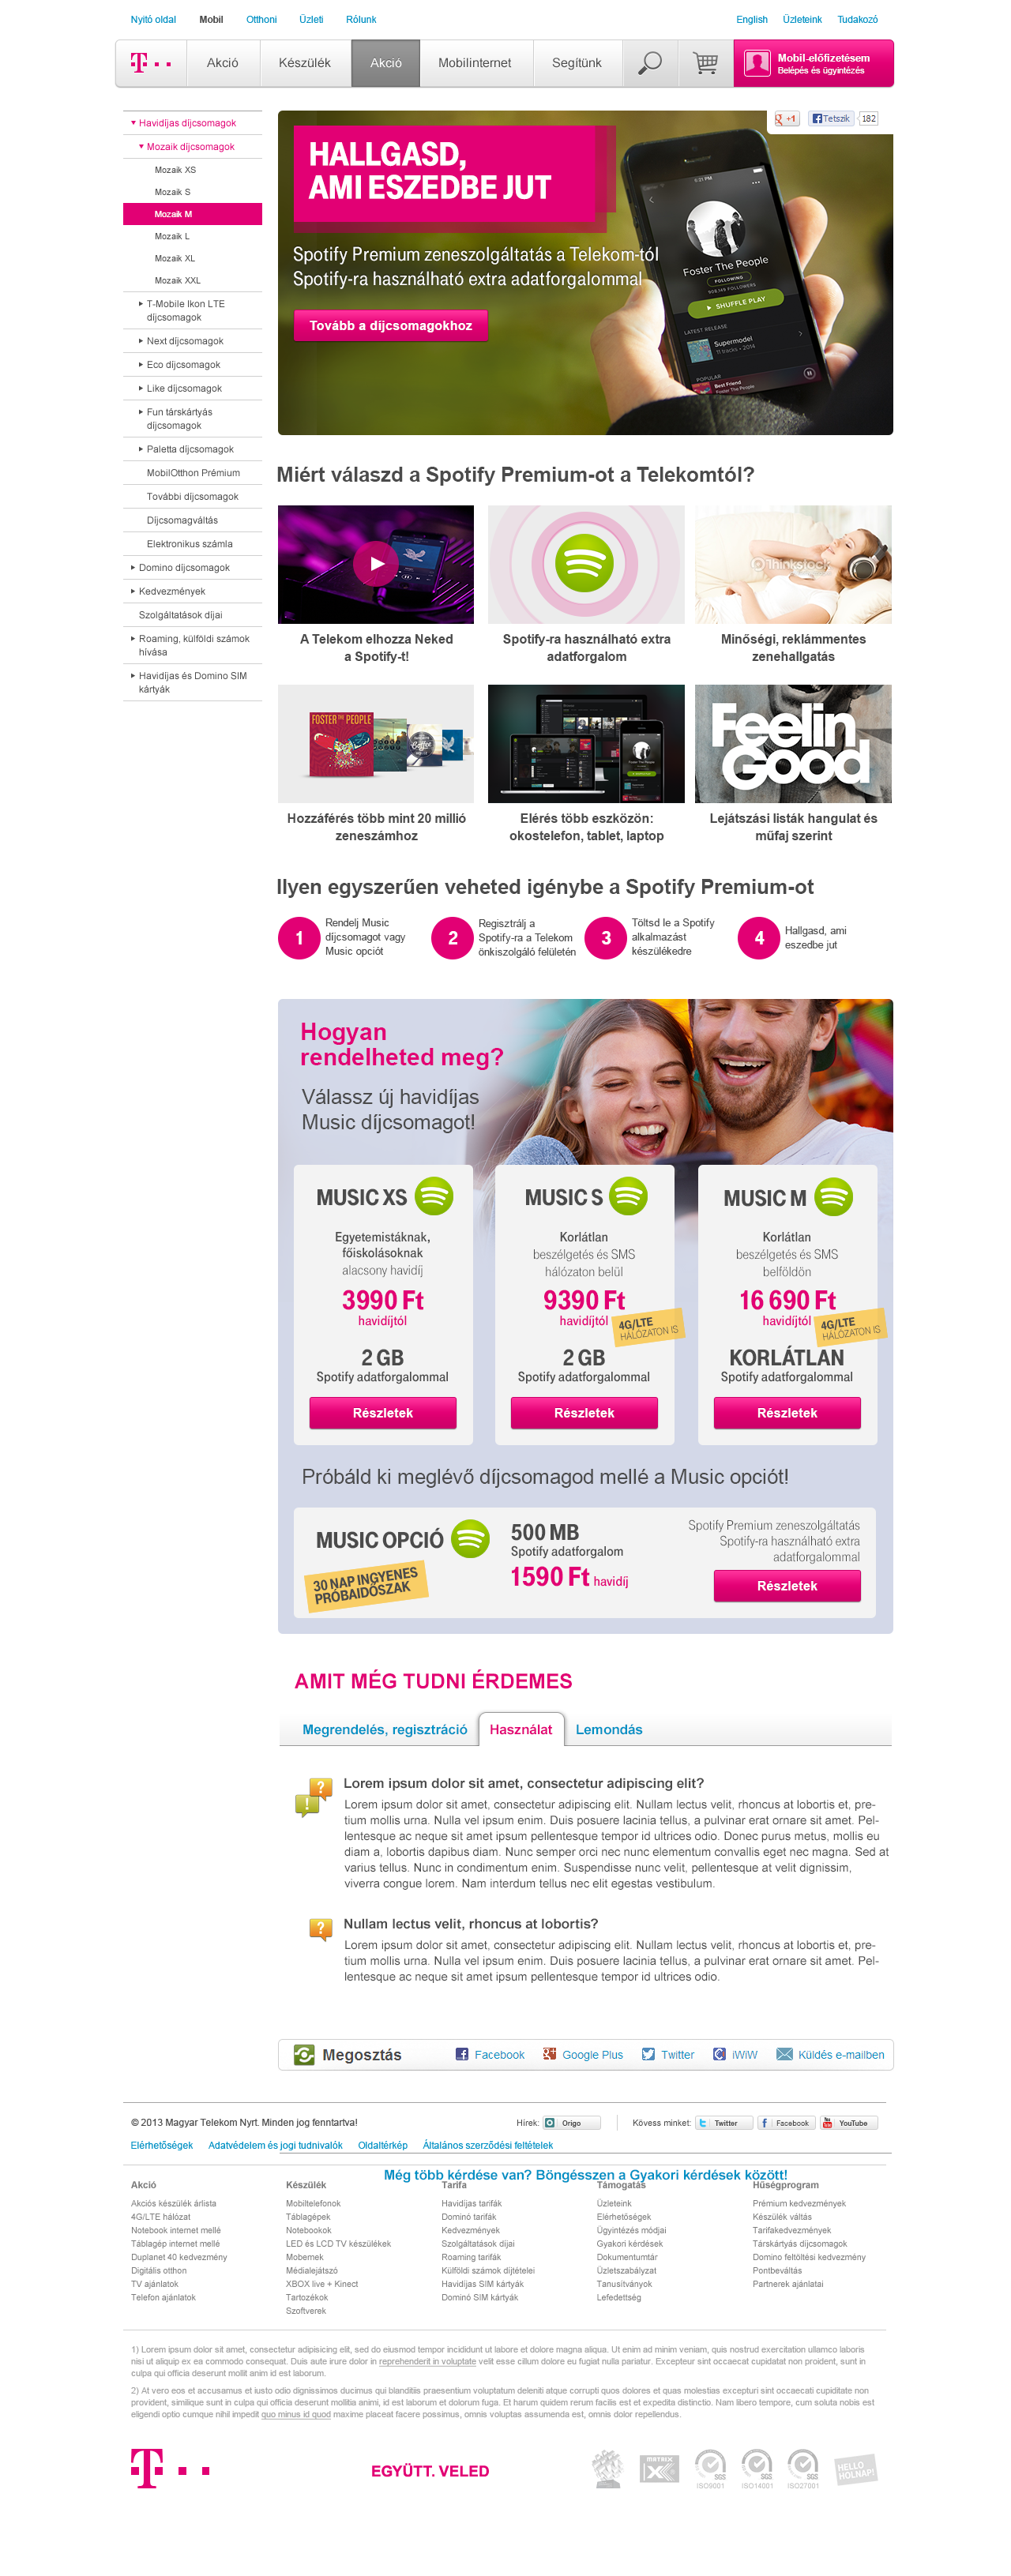 Nyitó oldal Mobil Otthoni Üzleti Rólunk English Üzleteink Tudakozó
T Akció Készülék Akció Mobilinternet Segítünk Mobil-előfizetésem
Belépés és ügyintézés
Havidíjas díjcsomagok
Mozaik díjcsomagok
Mozaik XS
Mozaik S
Mozaik M
Mozaik L
Mozaik XL
Mozaik XXL
T-Mobile Ikon LTE
díjcsomagok
Next díjcsomagok
Eco díjcsomagok
Like díjcsomagok
Fun társkártyás
díjcsomagok
Paletta díjcsomagok
MobilOtthon Prémium
További díjcsomagok
Díjcsomagváltás
Elektronikus számla
Domino díjcsomagok
Kedvezmények
Szolgáltatások díjai
Roaming, külföldi számok
hívása
Havidíjas és Domino SIM
kártyák
+1 Tetszik 182
HALLGASD,
AMI ESZEDBE JUT
Spotify Premium zeneszolgáltatás a Telekom-tól
Spotify-ra használható extra adatforgalommal
Tovább a díjcsomagokhoz
6:31 PM
Foster The People
FOLLOWING
SHUFFLE PLAY
LATEST RELEASE
Supermodel
11 tracks • 2014
POPULAR
Best Friend
Foster The People
Miért válaszd a Spotify Premium-ot a Telekomtól?
Thinkstock
A Telekom elhozza Neked
a Spotify-t!
Spotify-ra használható extra
adatforgalom
Minőségi, reklámmentes
zenehallgatás
FOSTER THE PEOPLE
Coffee
Feelin
Good
Hozzáférés több mint 20 millió
zeneszámhoz
Elérés több eszközön:
okostelefon, tablet, laptop
Lejátszási listák hangulat és
műfaj szerint
Ilyen egyszerűen veheted igénybe a Spotify Premium-ot
1 Rendelj Music
díjcsomagot vagy
Music opciót
2 Regisztrálj a
Spotify-ra a Telekom
önkiszolgáló felületén
3 Töltsd le a Spotify
alkalmazást
készülékedre
4 Hallgasd, ami
eszedbe jut
Hogyan
rendelheted meg?
Válassz új havidíjas
Music díjcsomagot!
MUSIC XS
Egyetemistáknak,
főiskolásoknak
alacsony havidíj
3990 Ft
havidíjtól
2 GB
Spotify adatforgalommal
Részletek
MUSIC S
Korlátlan
beszélgetés és SMS
hálózaton belül
9390 Ft
havidíjtól
4G/LTE
HÁLÓZATON IS
2 GB
Spotify adatforgalommal
Részletek
MUSIC M
Korlátlan
beszélgetés és SMS
belföldön
16 690 Ft
havidíjtól
4G/LTE
HÁLÓZATON IS
KORLÁTLAN
Spotify adatforgalommal
Részletek
Próbáld ki meglévő díjcsomagod mellé a Music opciót!
MUSIC OPCIÓ
30 NAP INGYENES
PRÓBAIDŐSZAK
500 MB
Spotify adatforgalom
1590 Ft havidíj
Spotify Premium zeneszolgáltatás
Spotify-ra használható extra
adatforgalommal
Részletek
AMIT MÉG TUDNI ÉRDEMES
Megrendelés, regisztráció Használat Lemondás
Lorem ipsum dolor sit amet, consectetur adipiscing elit?
Lorem ipsum dolor sit amet, consectetur adipiscing elit. Nullam lectus velit, rhoncus at lobortis et, pre-
tium mollis urna. Nulla vel ipsum enim. Duis posuere lacinia tellus, a pulvinar erat ornare sit amet. Pel-
lentesque ac neque sit amet ipsum pellentesque tempor id ultrices odio. Donec purus metus, mollis eu
diam a, lobortis dapibus diam. Nunc semper orci nec nunc elementum convallis eget nec magna. Sed at
varius tellus. Nunc in condimentum enim. Suspendisse nunc velit, pellentesque at velit dignissim,
viverra congue lorem. Nam interdum tellus nec elit egestas vestibulum.
Nullam lectus velit, rhoncus at lobortis?
Lorem ipsum dolor sit amet, consectetur adipiscing elit. Nullam lectus velit, rhoncus at lobortis et, pre-
tium mollis urna. Nulla vel ipsum enim. Duis posuere lacinia tellus, a pulvinar erat ornare sit amet. Pel-
lentesque ac neque sit amet ipsum pellentesque tempor id ultrices odio.
Megosztás Facebook Google Plus Twitter iWiW Küldés e-mailben
© 2013 Magyar Telekom Nyrt. Minden jog fenntartva! Hírek: Origo Kövess minket: Twitter Facebook YouTube
Elérhetőségek Adatvédelem és jogi tudnivalók Oldaltérkép Általános szerződési feltételek
Még több kérdése van? Böngésszen a Gyakori kérdések között!
Akció
Akciós készülék árlista
4G/LTE hálózat
Notebook internet mellé
Táblagép internet mellé
Duplanet 40 kedvezmény
Digitális otthon
TV ajánlatok
Telefon ajánlatok
Készülék
Mobiltelefonok
Táblagépek
Notebookok
LED és LCD TV készülékek
Mobernek
Médialejátszó
XBOX live + Kinect
Tartozékok
Szoftverek
Tarifa
Havidíjas tarifák
Dominó tarifák
Kedvezmények
Szolgáltatások díjai
Roaming tarifák
Külföldi számok díjtételei
Havidíjas SIM kártyák
Dominó SIM kártyák
Támogatás
Üzleteink
Elérhetőségek
Ügyintézés módjai
Gyakori kérdések
Dokumentumtár
Üzletszabályzat
Tanusítványok
Lefedettség
Hűségprogram
Prémium kedvezmények
Készülék váltás
Tarifakedvezmények
Társkártyás díjcsomagok
Domino feltöltési kedvezmény
Pontbeváltás
Partnerek ajánlatai
1) Lorem ipsum dolor sit amet, consectetur adipisicing elit, sed do eiusmod tempor incididunt ut labore et dolore magna aliqua. Ut enim ad minim veniam, quis nostrud exercitation ullamco laboris
nisi ut aliquip ex ea commodo consequat. Duis aute irure dolor in reprehenderit in voluptate velit esse cillum dolore eu fugiat nulla pariatur. Excepteur sint occaecat cupidatat non proident, sunt in
culpa qui officia deserunt mollit anim id est laborum.
2) At vero eos et accusamus et iusto odio dignissimos ducimus qui blanditiis praesentium voluptatum deleniti atque corrupti quos dolores et quas molestias excepturi sint occaecati cupiditate non
provident, similique sunt in culpa qui officia deserunt mollitia animi, id est laborum et dolorum fuga. Et harum quidem rerum facilis est et expedita distinctio. Nam libero tempore, cum soluta nobis est
eligendi optio cumque nihil impedit quo minus id quod maxime placeat facere possimus, omnis voluptas assumenda est, omnis dolor repellendus.
T EGYÜTT. VELED MATRIX SGS ISO9001 SGS ISO14001 SGS ISO27001 HELLO HOLNAP!